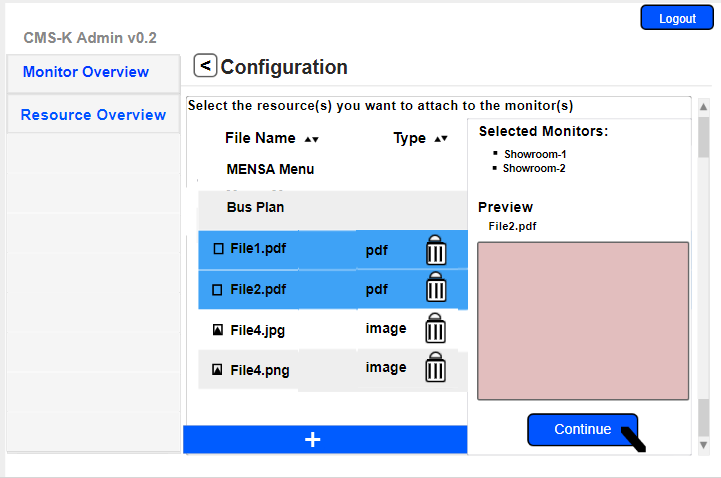 Logout
CMS-K Admin v0.2
Monitor Overview
Resource Overview
< Configuration
Select the resource(s) you want to attach to the monitor(s)
File Name Type
MENSA Menu
Bus Plan
File1.pdf pdf
File2.pdf pdf
File4.jpg image
File4.png image
+
Selected Monitors:
Showroom-1
Showroom-2
Preview
File2.pdf
Continue